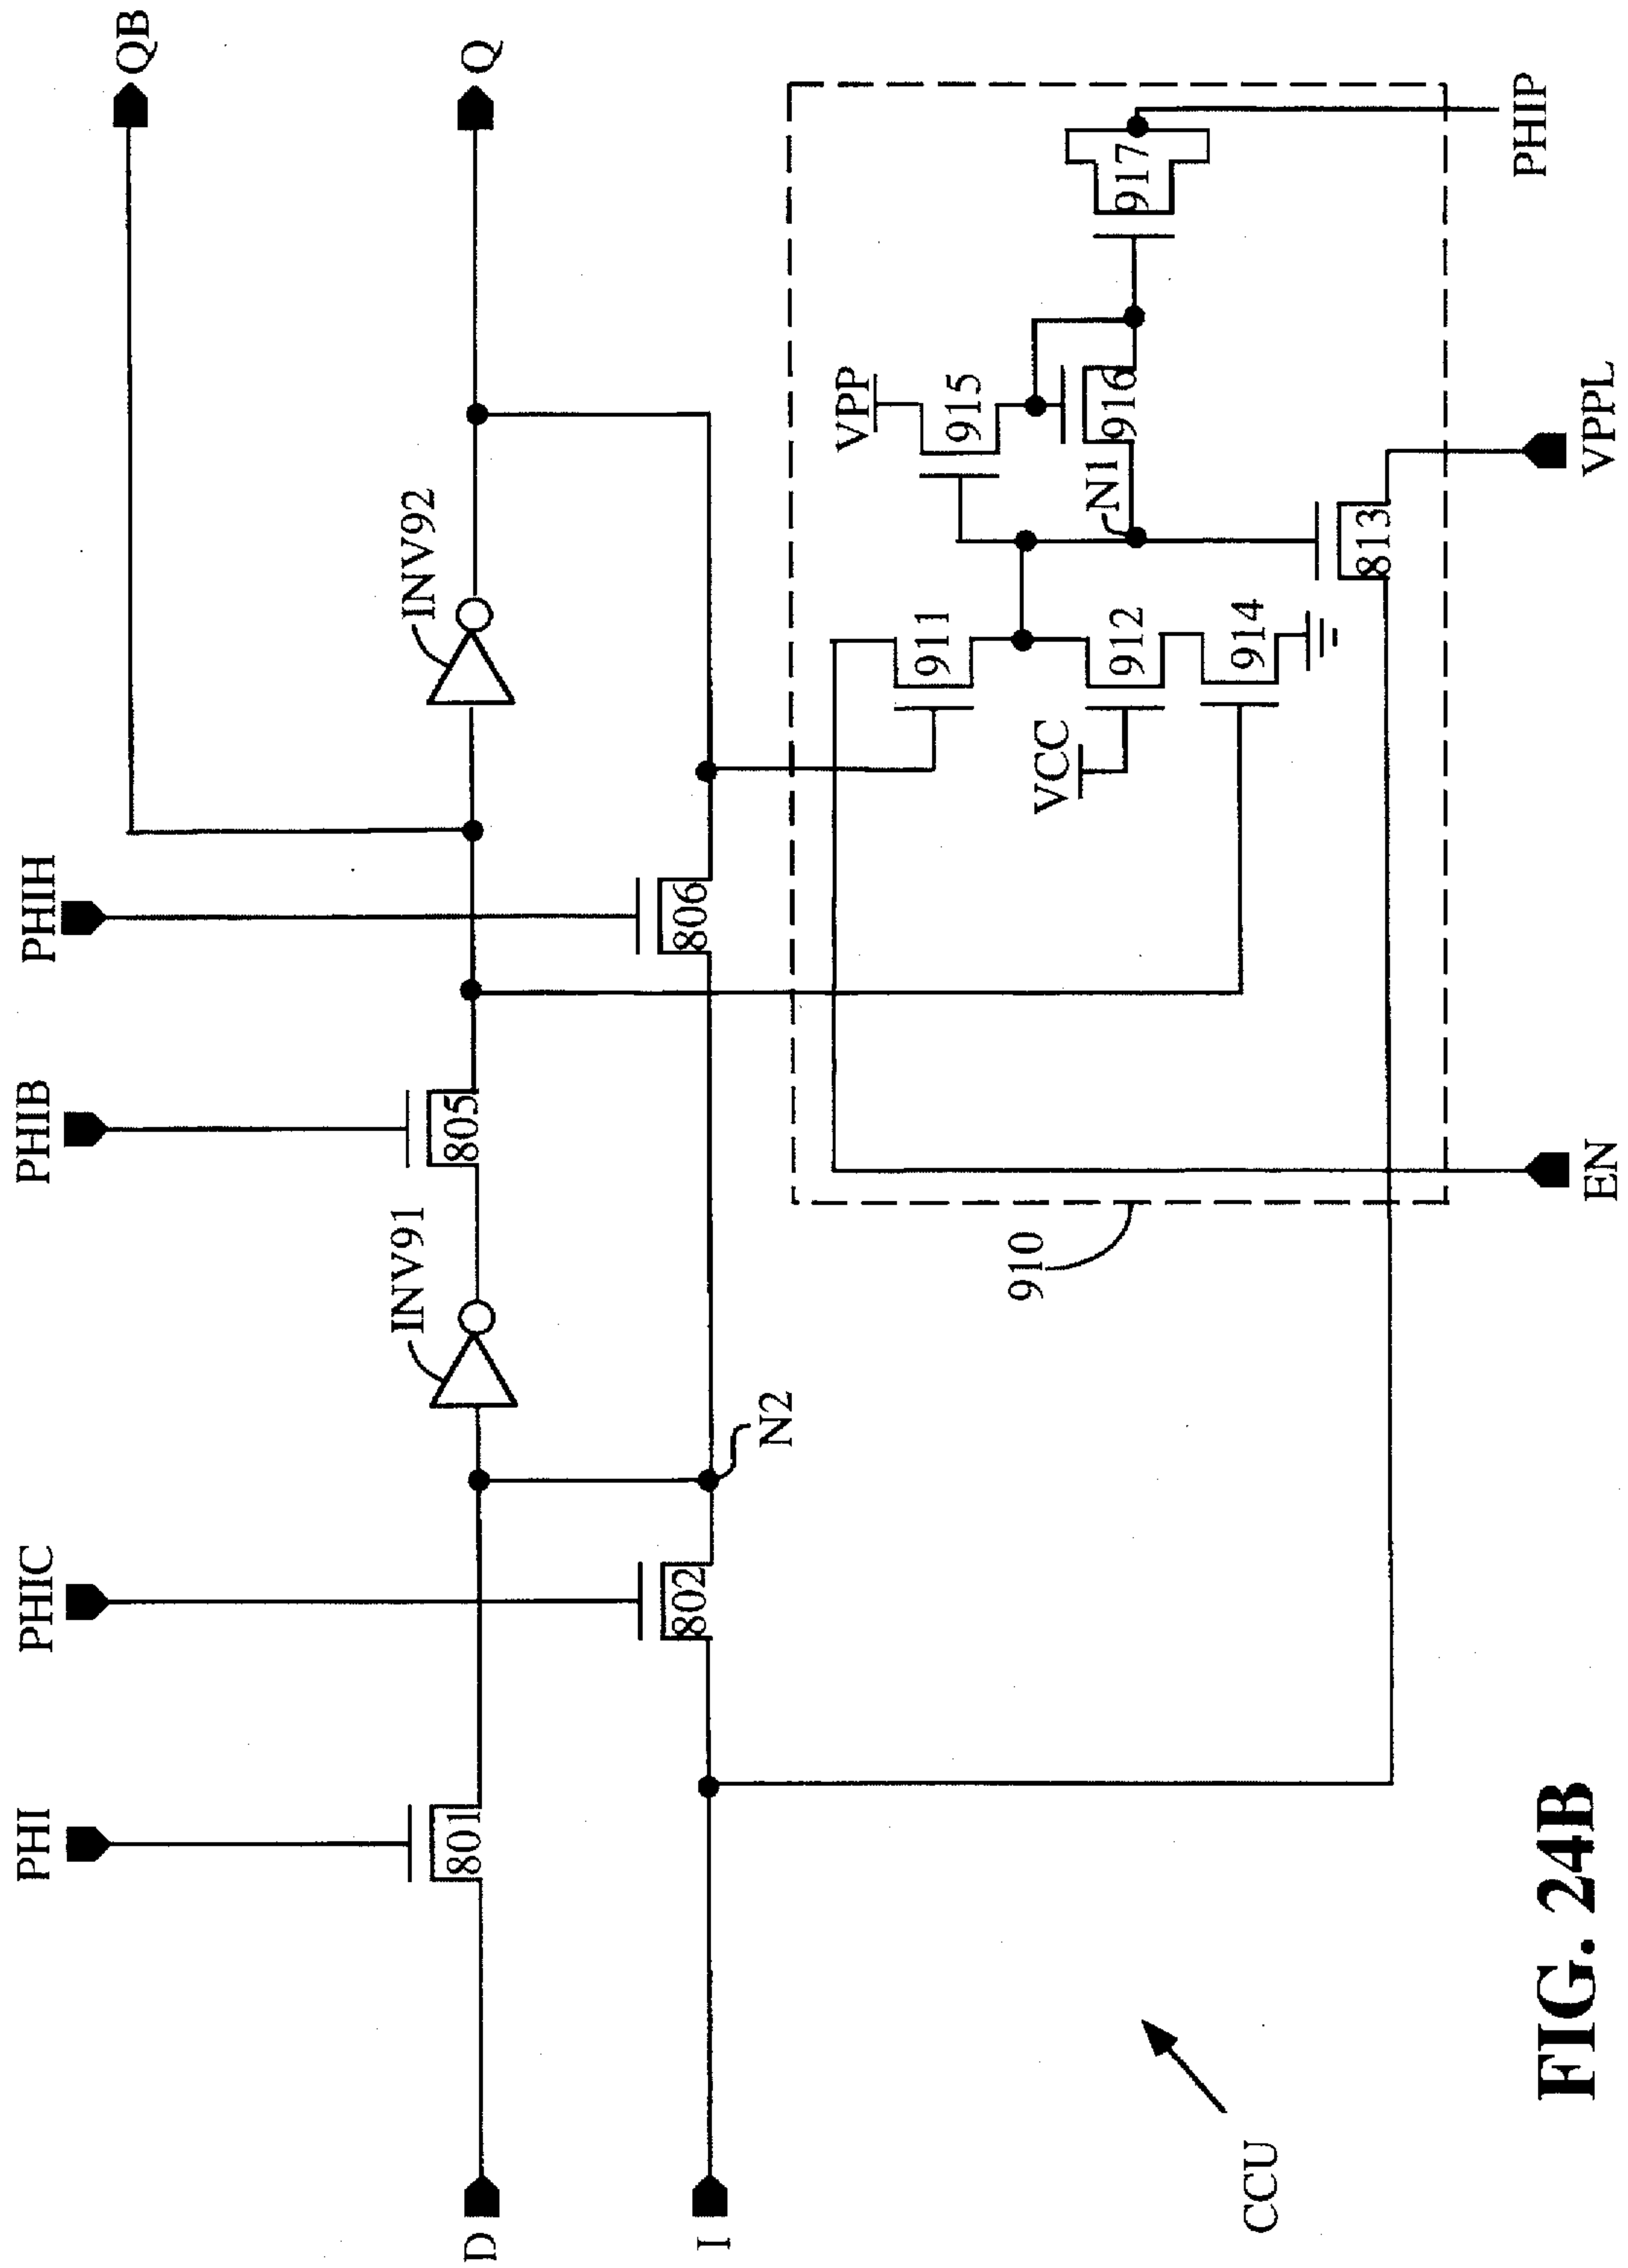 PHI
PHIC
PHIB
PHIH
QB
D
801
INV91
805
INV92
Q
I
802
N2
806
910
VCC
911
912
914
VPP
915
N1
916
917
813
CCU
EN
VPPL
PHIP
FIG. 24B